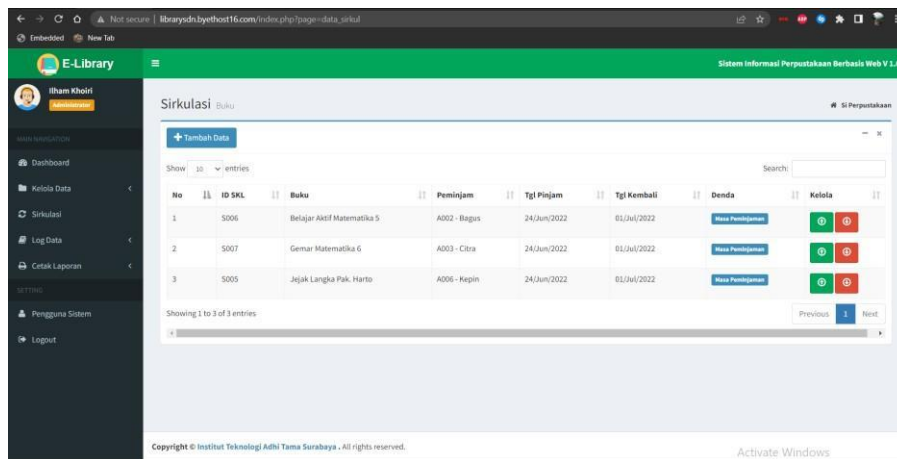 Not secure | librarysdn.byethost16.com/index.php?page=data_sirkul
Embedded New Tab
E-Library
Sistem Informasi Perpustakaan Berbasis Web V 1.
Ilham Khoiri
Administrator
Sirkulasi Buku
Si Perpustakaan
MAIN NAVIGATION
+ Tambah Data
Dashboard
Show 10 entries Search:
Kelola Data
No ID SKL Buku Peminjam Tgl Pinjam Tgl Kembali Denda Kelola
Sirkulasi
1 S006 Belajar Aktif Matematika 5 A002 - Bagus 24/Jun/2022 01/Jul/2022 Masa Peminjaman
Log Data
2 S007 Gemar Matematika 6 A003 - Citra 24/Jun/2022 01/Jul/2022 Masa Peminjaman
Cetak Laporan
3 S005 Jejak Langka Pak. Harto A006 - Kepin 24/Jun/2022 01/Jul/2022 Masa Peminjaman
SETTING
Pengguna Sistem
Showing 1 to 3 of 3 entries Previous 1 Next
Logout
Copyright © Institut Teknologi Adhi Tama Surabaya . All rights reserved.
Activate Windows